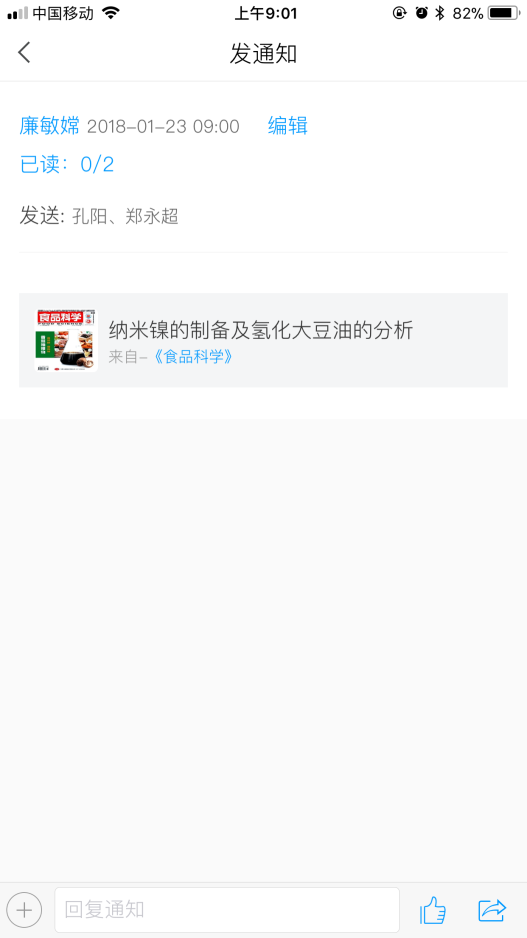 中国移动 上午9:01 82%
发通知
廉敏嫦 2018-01-23 09:00 编辑
已读：0/2
发送: 孔阳、郑永超
食品科学
纳米镍的制备及氢化大豆油的分析
来自-《食品科学》
回复通知